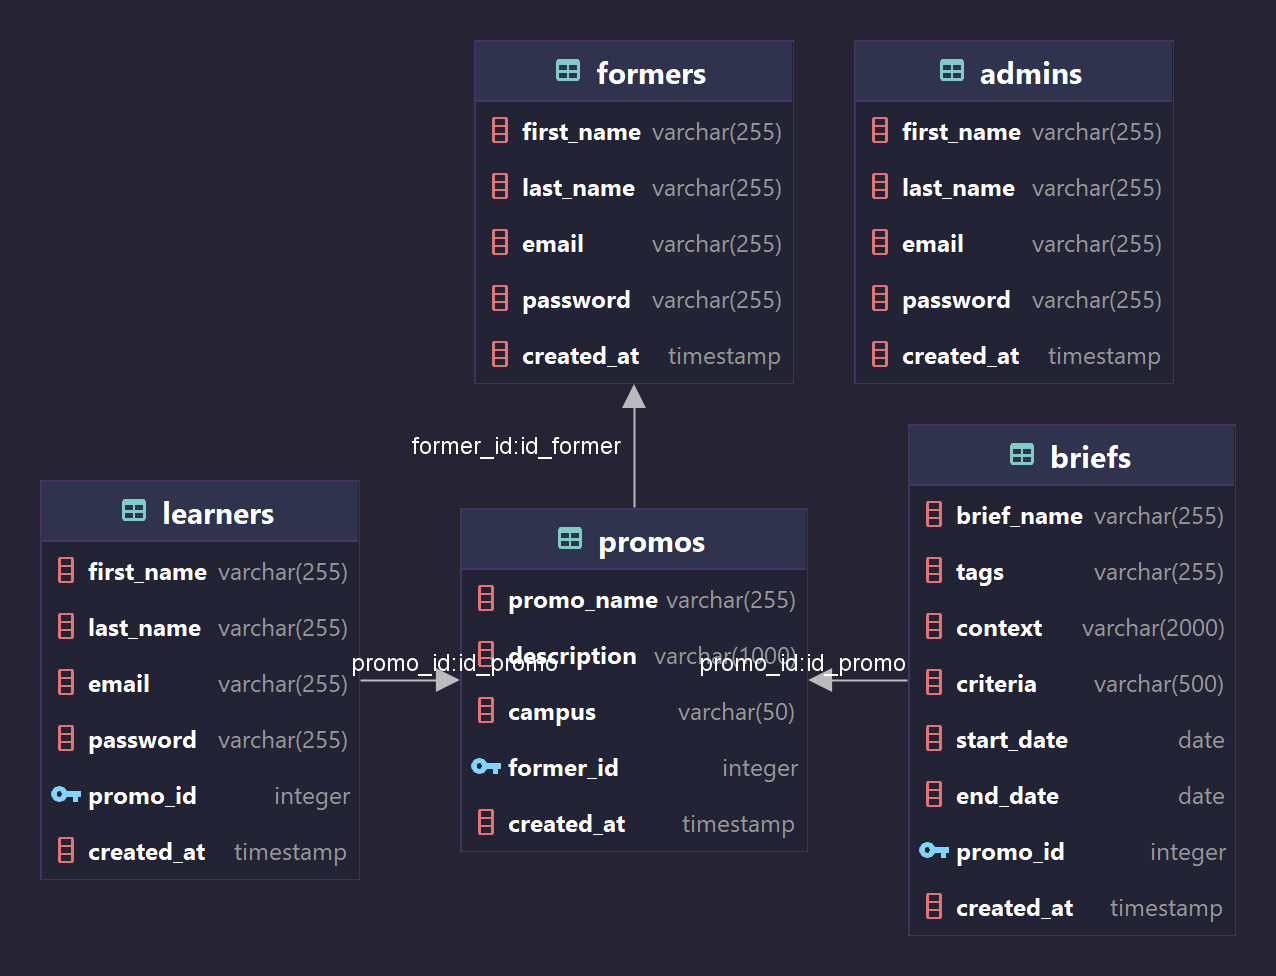 formers
first_name varchar(255)
last_name varchar(255)
email varchar(255)
password varchar(255)
created_at timestamp
admins
first_name varchar(255)
last_name varchar(255)
email varchar(255)
password varchar(255)
created_at timestamp
former_id:id_former
learners
first_name varchar(255)
last_name varchar(255)
email varchar(255)
password varchar(255)
promo_id integer
created_at timestamp
promo_id:id_promo
promos
promo_name varchar(255)
description varchar(1000)
campus varchar(50)
former_id integer
created_at timestamp
promo_id:id_promo
briefs
brief_name varchar(255)
tags varchar(255)
context varchar(2000)
criteria varchar(500)
start_date date
end_date date
promo_id integer
created_at timestamp